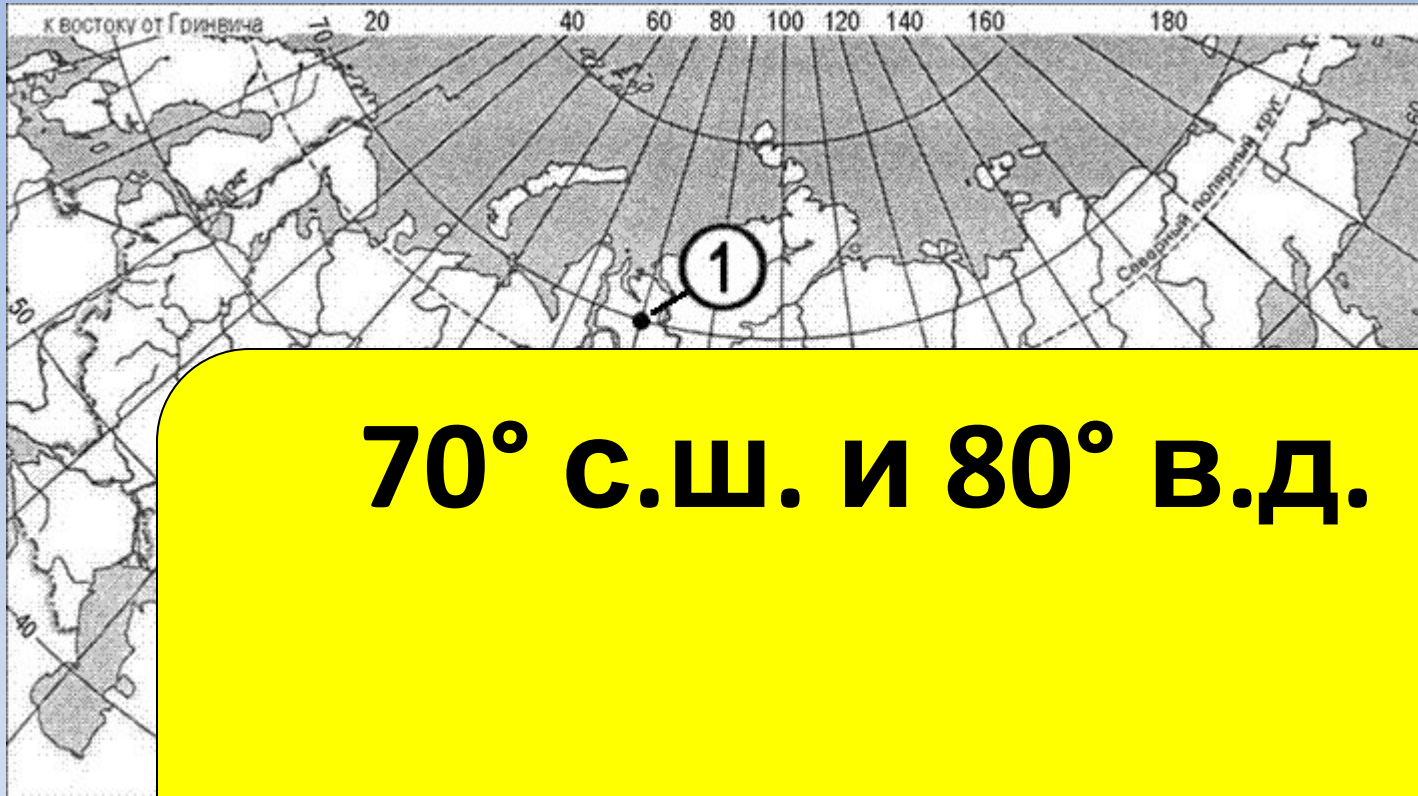 к востоку от Гринвича 70 20 40 60 80 100 120 140 160 180
60
Северный полярный круг
1
50
70° с.ш. и 80° в.д.
40